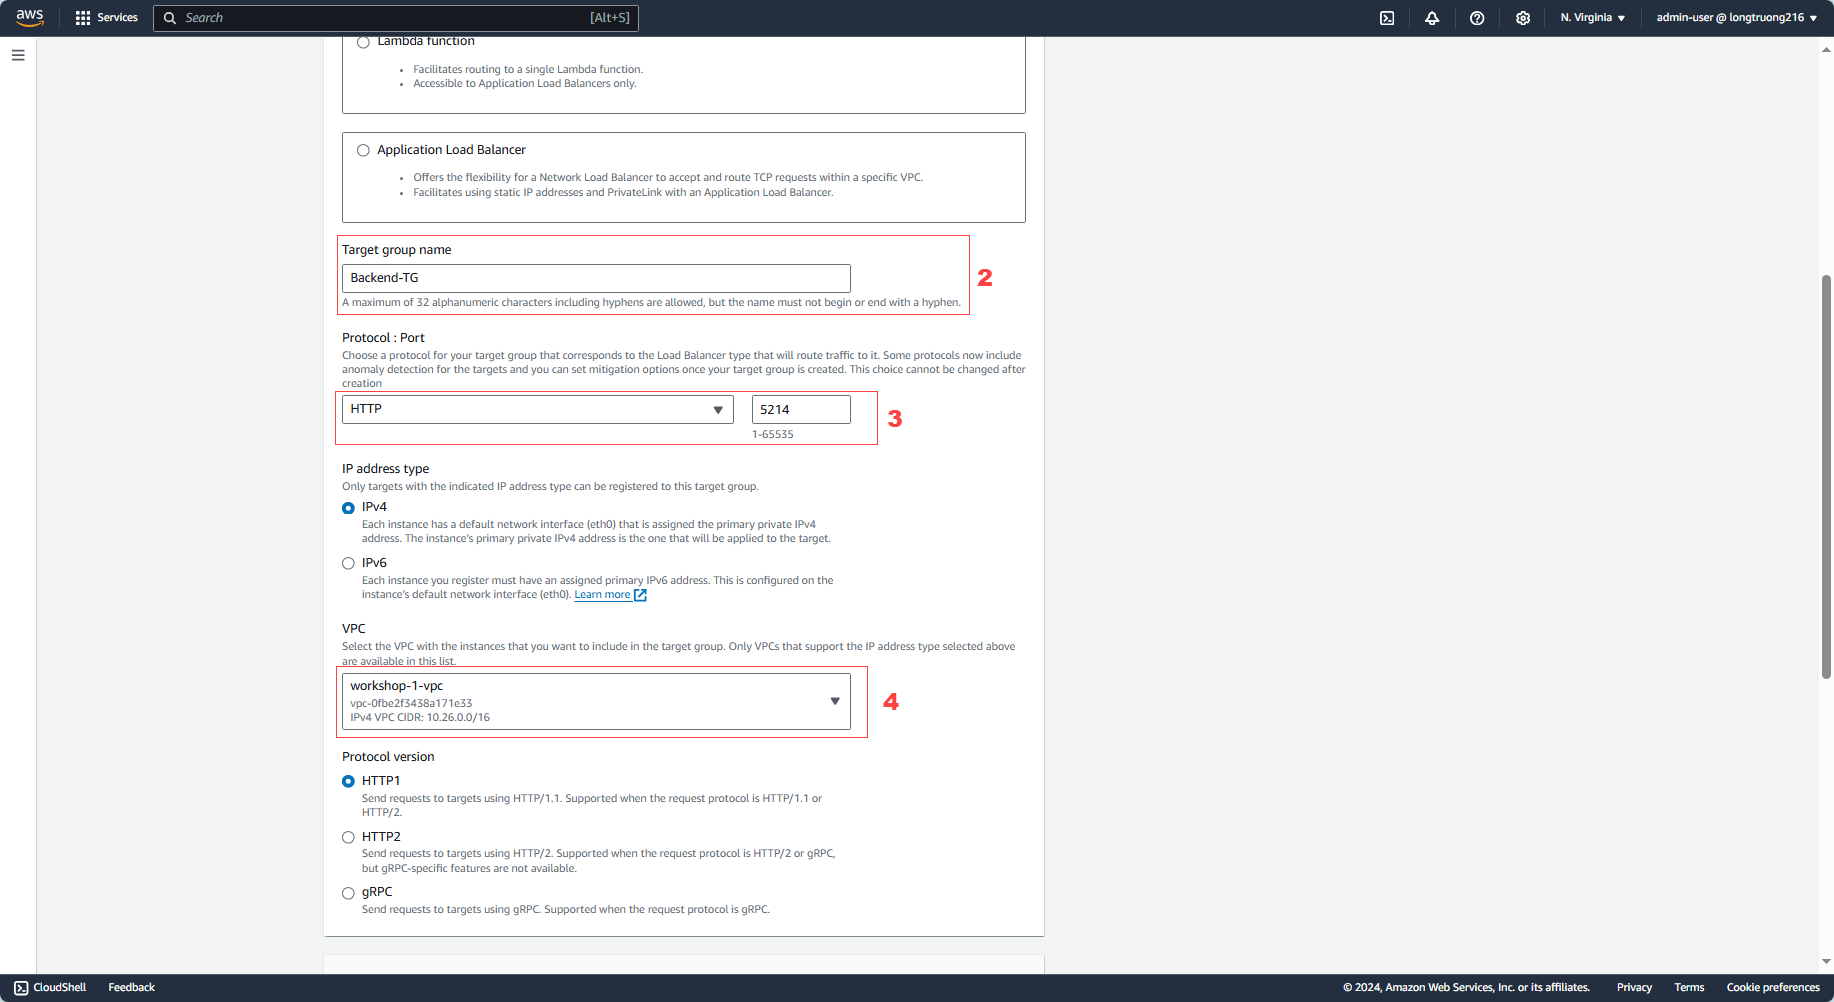 aws
Services
Search
[Alt+S]
N. Virginia
admin-user @ longtruong216
Lambda function
Facilitates routing to a single Lambda function.
Accessible to Application Load Balancers only.
Application Load Balancer
Offers the flexibility for a Network Load Balancer to accept and route TCP requests within a specific VPC.
Facilitates using static IP addresses and PrivateLink with an Application Load Balancer.
Target group name
Backend-TG
2
A maximum of 32 alphanumeric characters including hyphens are allowed, but the name must not begin or end with a hyphen.
Protocol : Port
Choose a protocol for your target group that corresponds to the Load Balancer type that will route traffic to it. Some protocols now include
anomaly detection for the targets and you can set mitigation options once your target group is created. This choice cannot be changed after
creation
HTTP
5214
3
1-65535
IP address type
Only targets with the indicated IP address type can be registered to this target group.
IPv4
Each instance has a default network interface (eth0) that is assigned the primary private IPv4
address. The instance's primary private IPv4 address is the one that will be applied to the target.
IPv6
Each instance you register must have an assigned primary IPv6 address. This is configured on the
instance's default network interface (eth0). Learn more
VPC
Select the VPC with the instances that you want to include in the target group. Only VPCs that support the IP address type selected above
are available in this list.
workshop-1-vpc
vpc-0fbe2f3438a171e33
IPv4 VPC CIDR: 10.26.0.0/16
4
Protocol version
HTTP1
Send requests to targets using HTTP/1.1. Supported when the request protocol is HTTP/1.1 or
HTTP/2.
HTTP2
Send requests to targets using HTTP/2. Supported when the request protocol is HTTP/2 or gRPC,
but gRPC-specific features are not available.
gRPC
Send requests to targets using gRPC. Supported when the request protocol is gRPC.
CloudShell
Feedback
© 2024, Amazon Web Services, Inc. or its affiliates.
Privacy
Terms
Cookie preferences